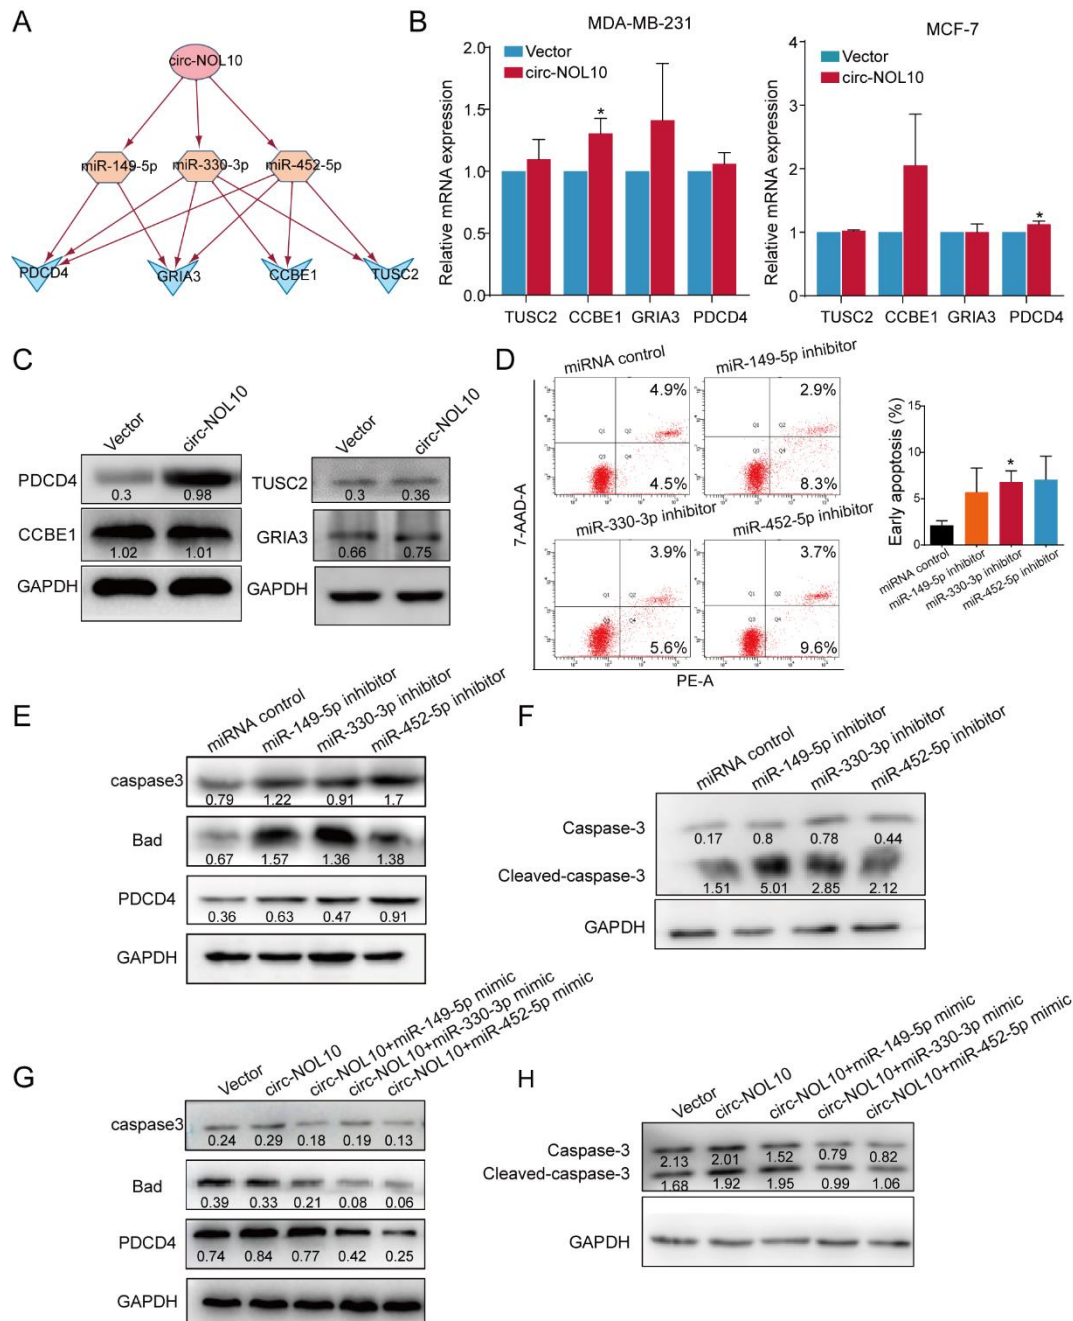 A
circ-NOL10
miR-149-5p
miR-330-3p
miR-452-5p
PDCD4
GRIA3
CCBE1
TUSC2
B
MDA-MB-231
Relative mRNA expression
2.0
1.5
1.0
0.5
0.0
Vector
circ-NOL10
*
TUSC2 CCBE1 GRIA3 PDCD4
MCF-7
Relative mRNA expression
4
3
2
1
0
Vector
circ-NOL10
*
TUSC2 CCBE1 GRIA3 PDCD4
C
Vector circ-NOL10
PDCD4
0.3 0.98
CCBE1
1.02 1.01
GAPDH
Vector circ-NOL10
TUSC2
0.3 0.36
GRIA3
0.66 0.75
GAPDH
D
miRNA control
4.9%
Q1 Q2
Q3 Q4
4.5%
miR-149-5p inhibitor
2.9%
Q1 Q2
Q3 Q4
8.3%
miR-330-3p inhibitor
3.9%
Q1 Q2
Q4
5.6%
miR-452-5p inhibitor
3.7%
Q1 Q2
Q3 Q4
9.6%
7-AAD-A
PE-A
Early apoptosis (%)
15
10
5
0
*
miRNA control
miR-149-5p inhibitor
miR-330-3p inhibitor
miR-452-5p inhibitor
E
miRNA control
miR-149-5p inhibitor
miR-330-3p inhibitor
miR-452-5p inhibitor
caspase3
0.79 1.22 0.91 1.7
Bad
0.67 1.57 1.36 1.38
PDCD4
0.36 0.63 0.47 0.91
GAPDH
F
miRNA control
miR-149-5p inhibitor
miR-330-3p inhibitor
miR-452-5p inhibitor
Caspase-3
0.17 0.8 0.78 0.44
Cleaved-caspase-3
1.51 5.01 2.85 2.12
GAPDH
G
Vector
circ-NOL10
circ-NOL10+miR-149-5p mimic
circ-NOL10+miR-330-3p mimic
circ-NOL10+miR-452-5p mimic
caspase3
0.24 0.29 0.18 0.19 0.13
Bad
0.39 0.33 0.21 0.08 0.06
PDCD4
0.74 0.84 0.77 0.42 0.25
GAPDH
H
Vector
circ-NOL10
circ-NOL10+miR-149-5p mimic
circ-NOL10+miR-330-3p mimic
circ-NOL10+miR-452-5p mimic
Caspase-3
2.13 2.01 1.52 0.79 0.82
Cleaved-caspase-3
1.68 1.92 1.95 0.99 1.06
GAPDH